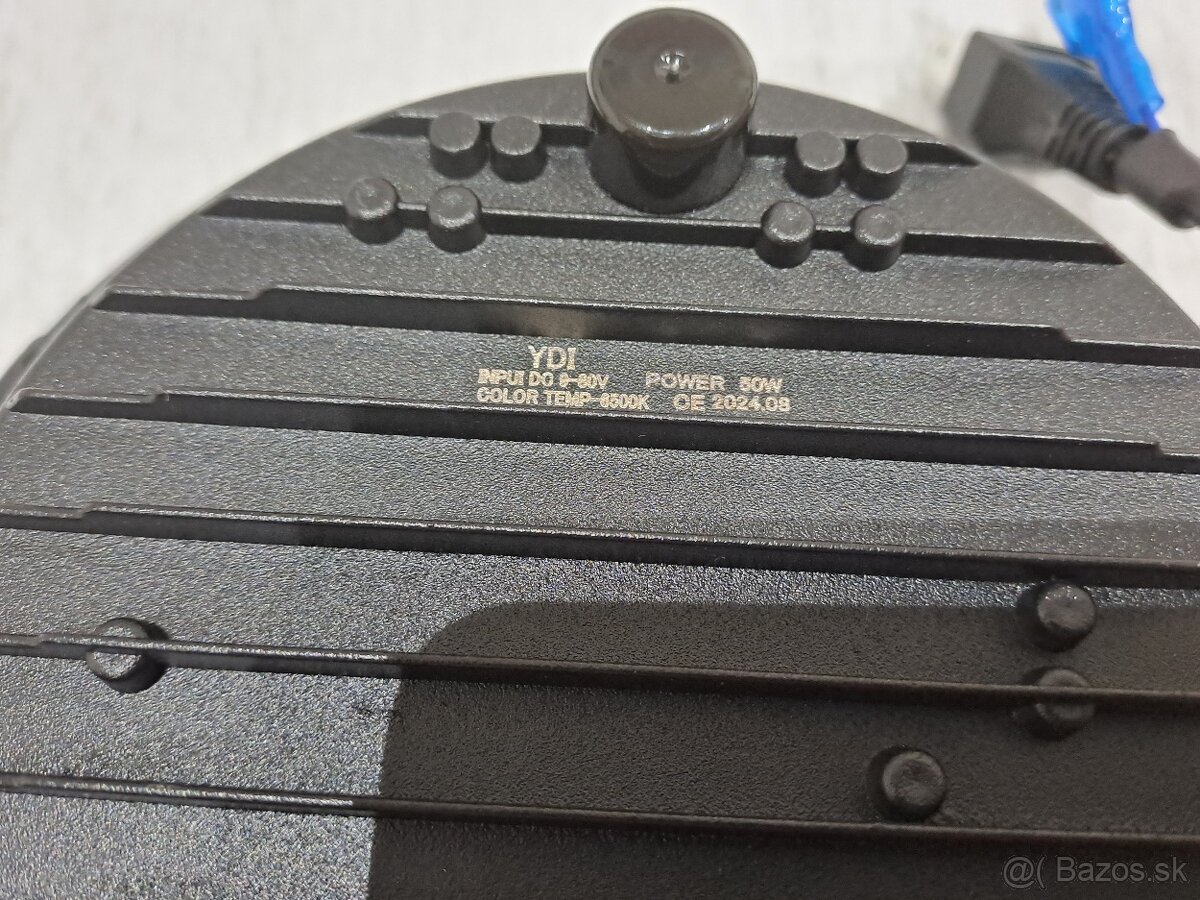 YDI
INPUI DC 9-80V POWER 50W
COLOR TEMP-6500K CE 2024.08
@( Bazos.sk